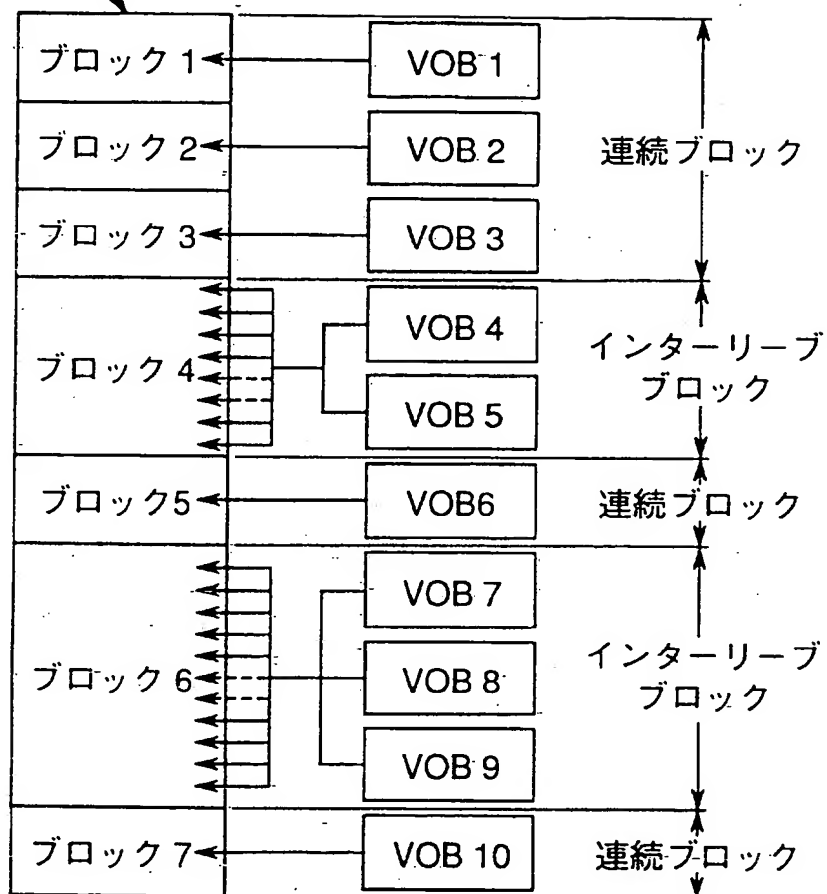 ブロック 1
VOB 1
ブロック 2
VOB 2
連続ブロック
ブロック 3
VOB 3
VOB 4
インターリーブ
ブロック
ブロック 4
VOB 5
ブロック5
VOB6
連続ブロック
VOB 7
ブロック 6
VOB 8
インターリーブ
ブロック
VOB 9
ブロック 7
VOB 10
連続ブロック